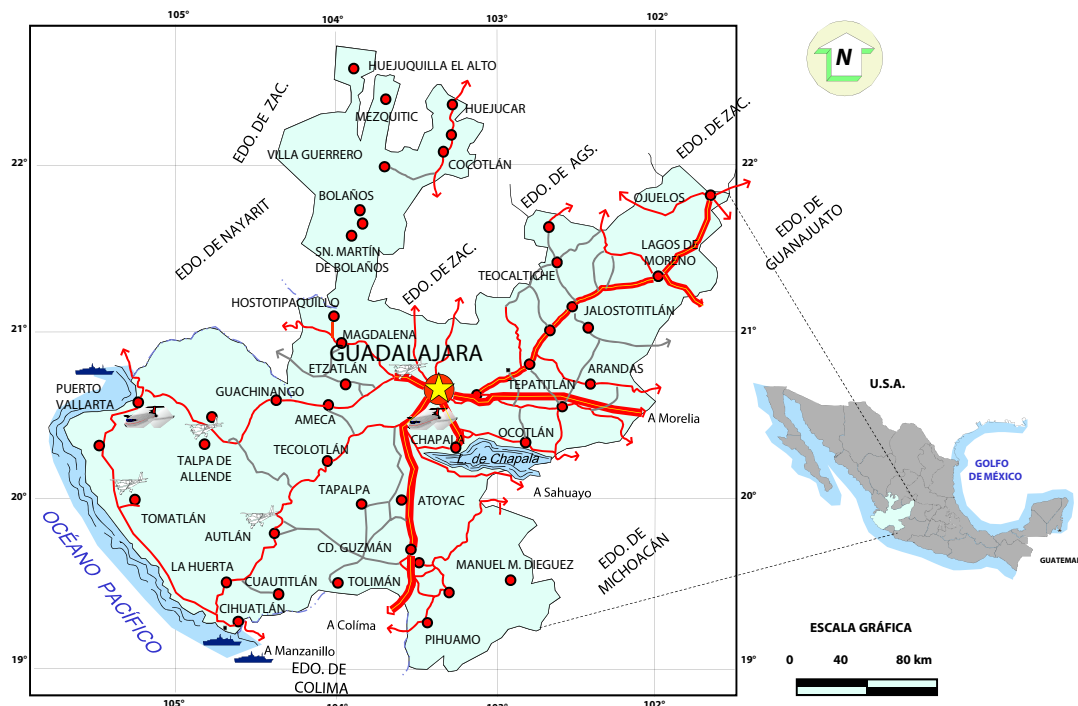 105°
104°
103°
102°
N
HUEJUQUILLA EL ALTO
MEZQUITIC
HUEJUCAR
EDO. DE ZAC.
EDO. DE ZAC.
VILLA GUERRERO
COCOTLÁN
22°
22°
EDO. DE AGS.
BOLAÑOS
OJUELOS
EDO. DE NAYARIT
EDO. DE
GUANAJUATO
SN. MARTÍN
DE BOLAÑOS
EDO. DE ZAC.
LAGOS DE
MORENO
TEOCALTICHE
HOSTOTIPAQUILLO
JALOSTOTITLÁN
21°
21°
MAGDALENA
GUADALAJARA
ETZATLÁN
ARANDAS
PUERTO
VALLARTA
GUACHINANGO
TEPATITLÁN
U.S.A.
AMECA
A Morelia
CHAPALA
OCOTLÁN
TECOLOTLÁN
L. de Chapala
TALPA DE
ALLENDE
GOLFO
DE MÉXICO
TAPALPA
ATOYAC
A Sahuayo
20°
20°
TOMATLÁN
AUTLÁN
OCÉANO PACÍFICO
CD. GUZMÁN
EDO. DE
MICHOACÁN
LA HUERTA
CUAUTITLÁN
TOLIMÁN
MANUEL M. DIEGUEZ
GUATEMAL
CIHUATLÁN
A Colíma
PIHUAMO
ESCALA GRÁFICA
A Manzanillo
19°
19°
EDO. DE
COLIMA
0 40 80 km
105°
104°
102°